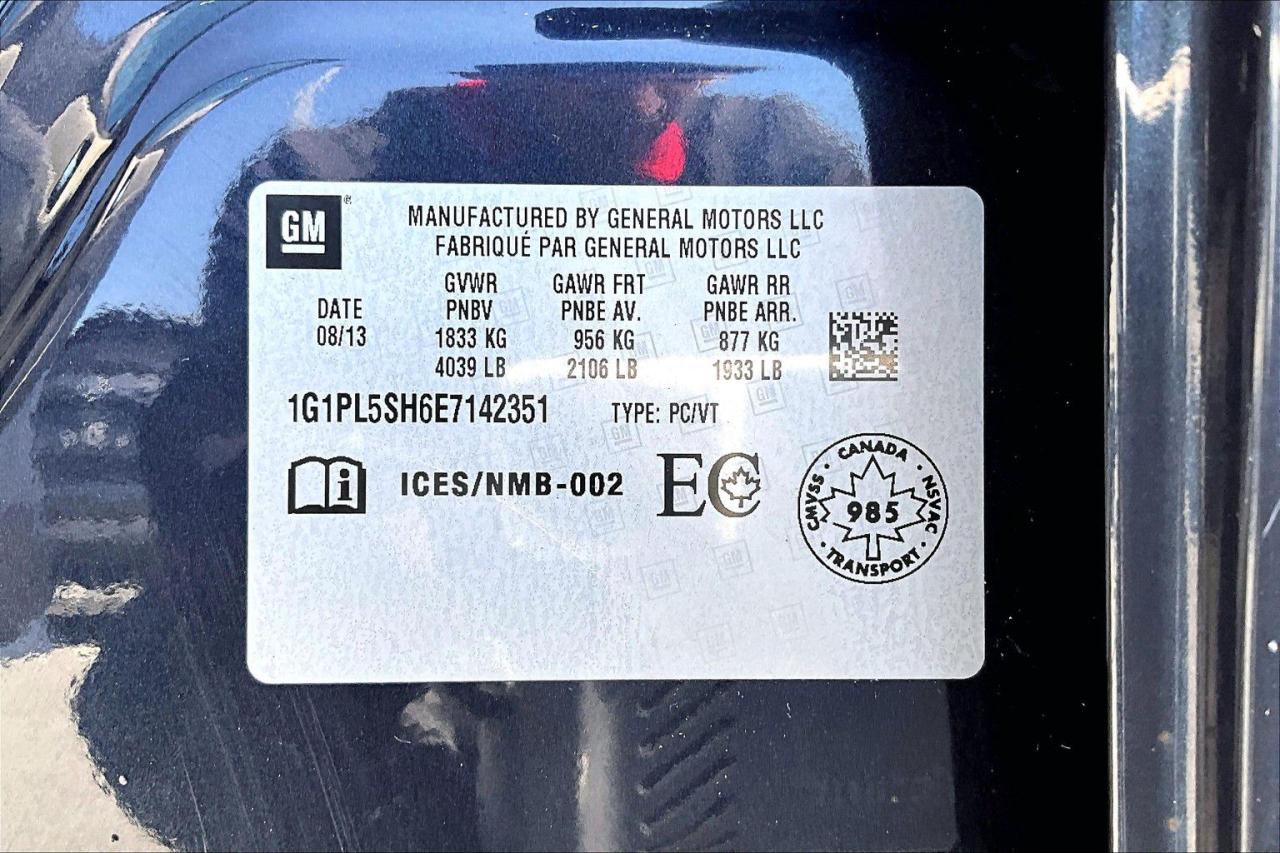 GM®
MANUFACTURED BY GENERAL MOTORS LLC
FABRIQUÉ PAR GENERAL MOTORS LLC
GVWR GAWR FRT GAWR RR
DATE PNBV PNBE AV. PNBE ARR.
08/13 1833 KG 956 KG 877 KG
4039 LB 2106 LB 1933 LB
1G1PL5SH6E7142351 TYPE: PC/VT
i ICES/NMB-002 EC
CANADA
CMVSS · 985 · NSVAC
TRANSPORT